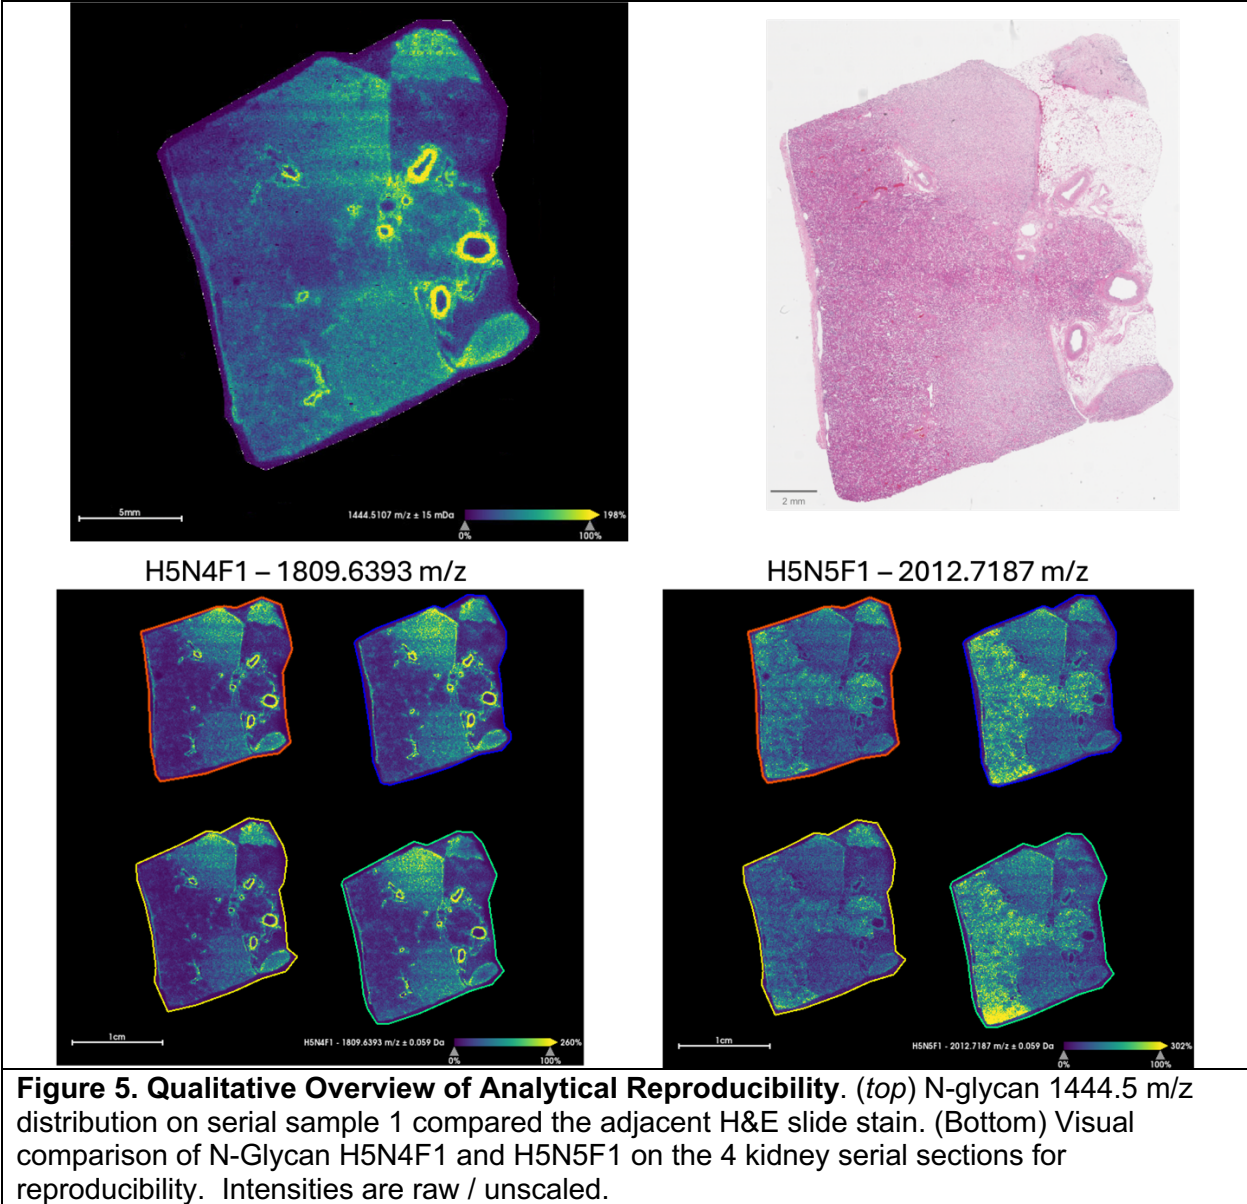 5mm
1444.5107 m/z ± 15 mDa
198%
0%
100%
2 mm
H5N4F1 – 1809.6393 m/z
H5N5F1 – 2012.7187 m/z
1cm
H5N4F1 - 1809.6393 m/z ± 0.059 Da
260%
0%
100%
1cm
H5N5F1 - 2012.7187 m/z ± 0.059 Da
302%
0%
100%
Figure 5. Qualitative Overview of Analytical Reproducibility. (top) N-glycan 1444.5 m/z
distribution on serial sample 1 compared the adjacent H&E slide stain. (Bottom) Visual
comparison of N-Glycan H5N4F1 and H5N5F1 on the 4 kidney serial sections for
reproducibility.  Intensities are raw / unscaled.